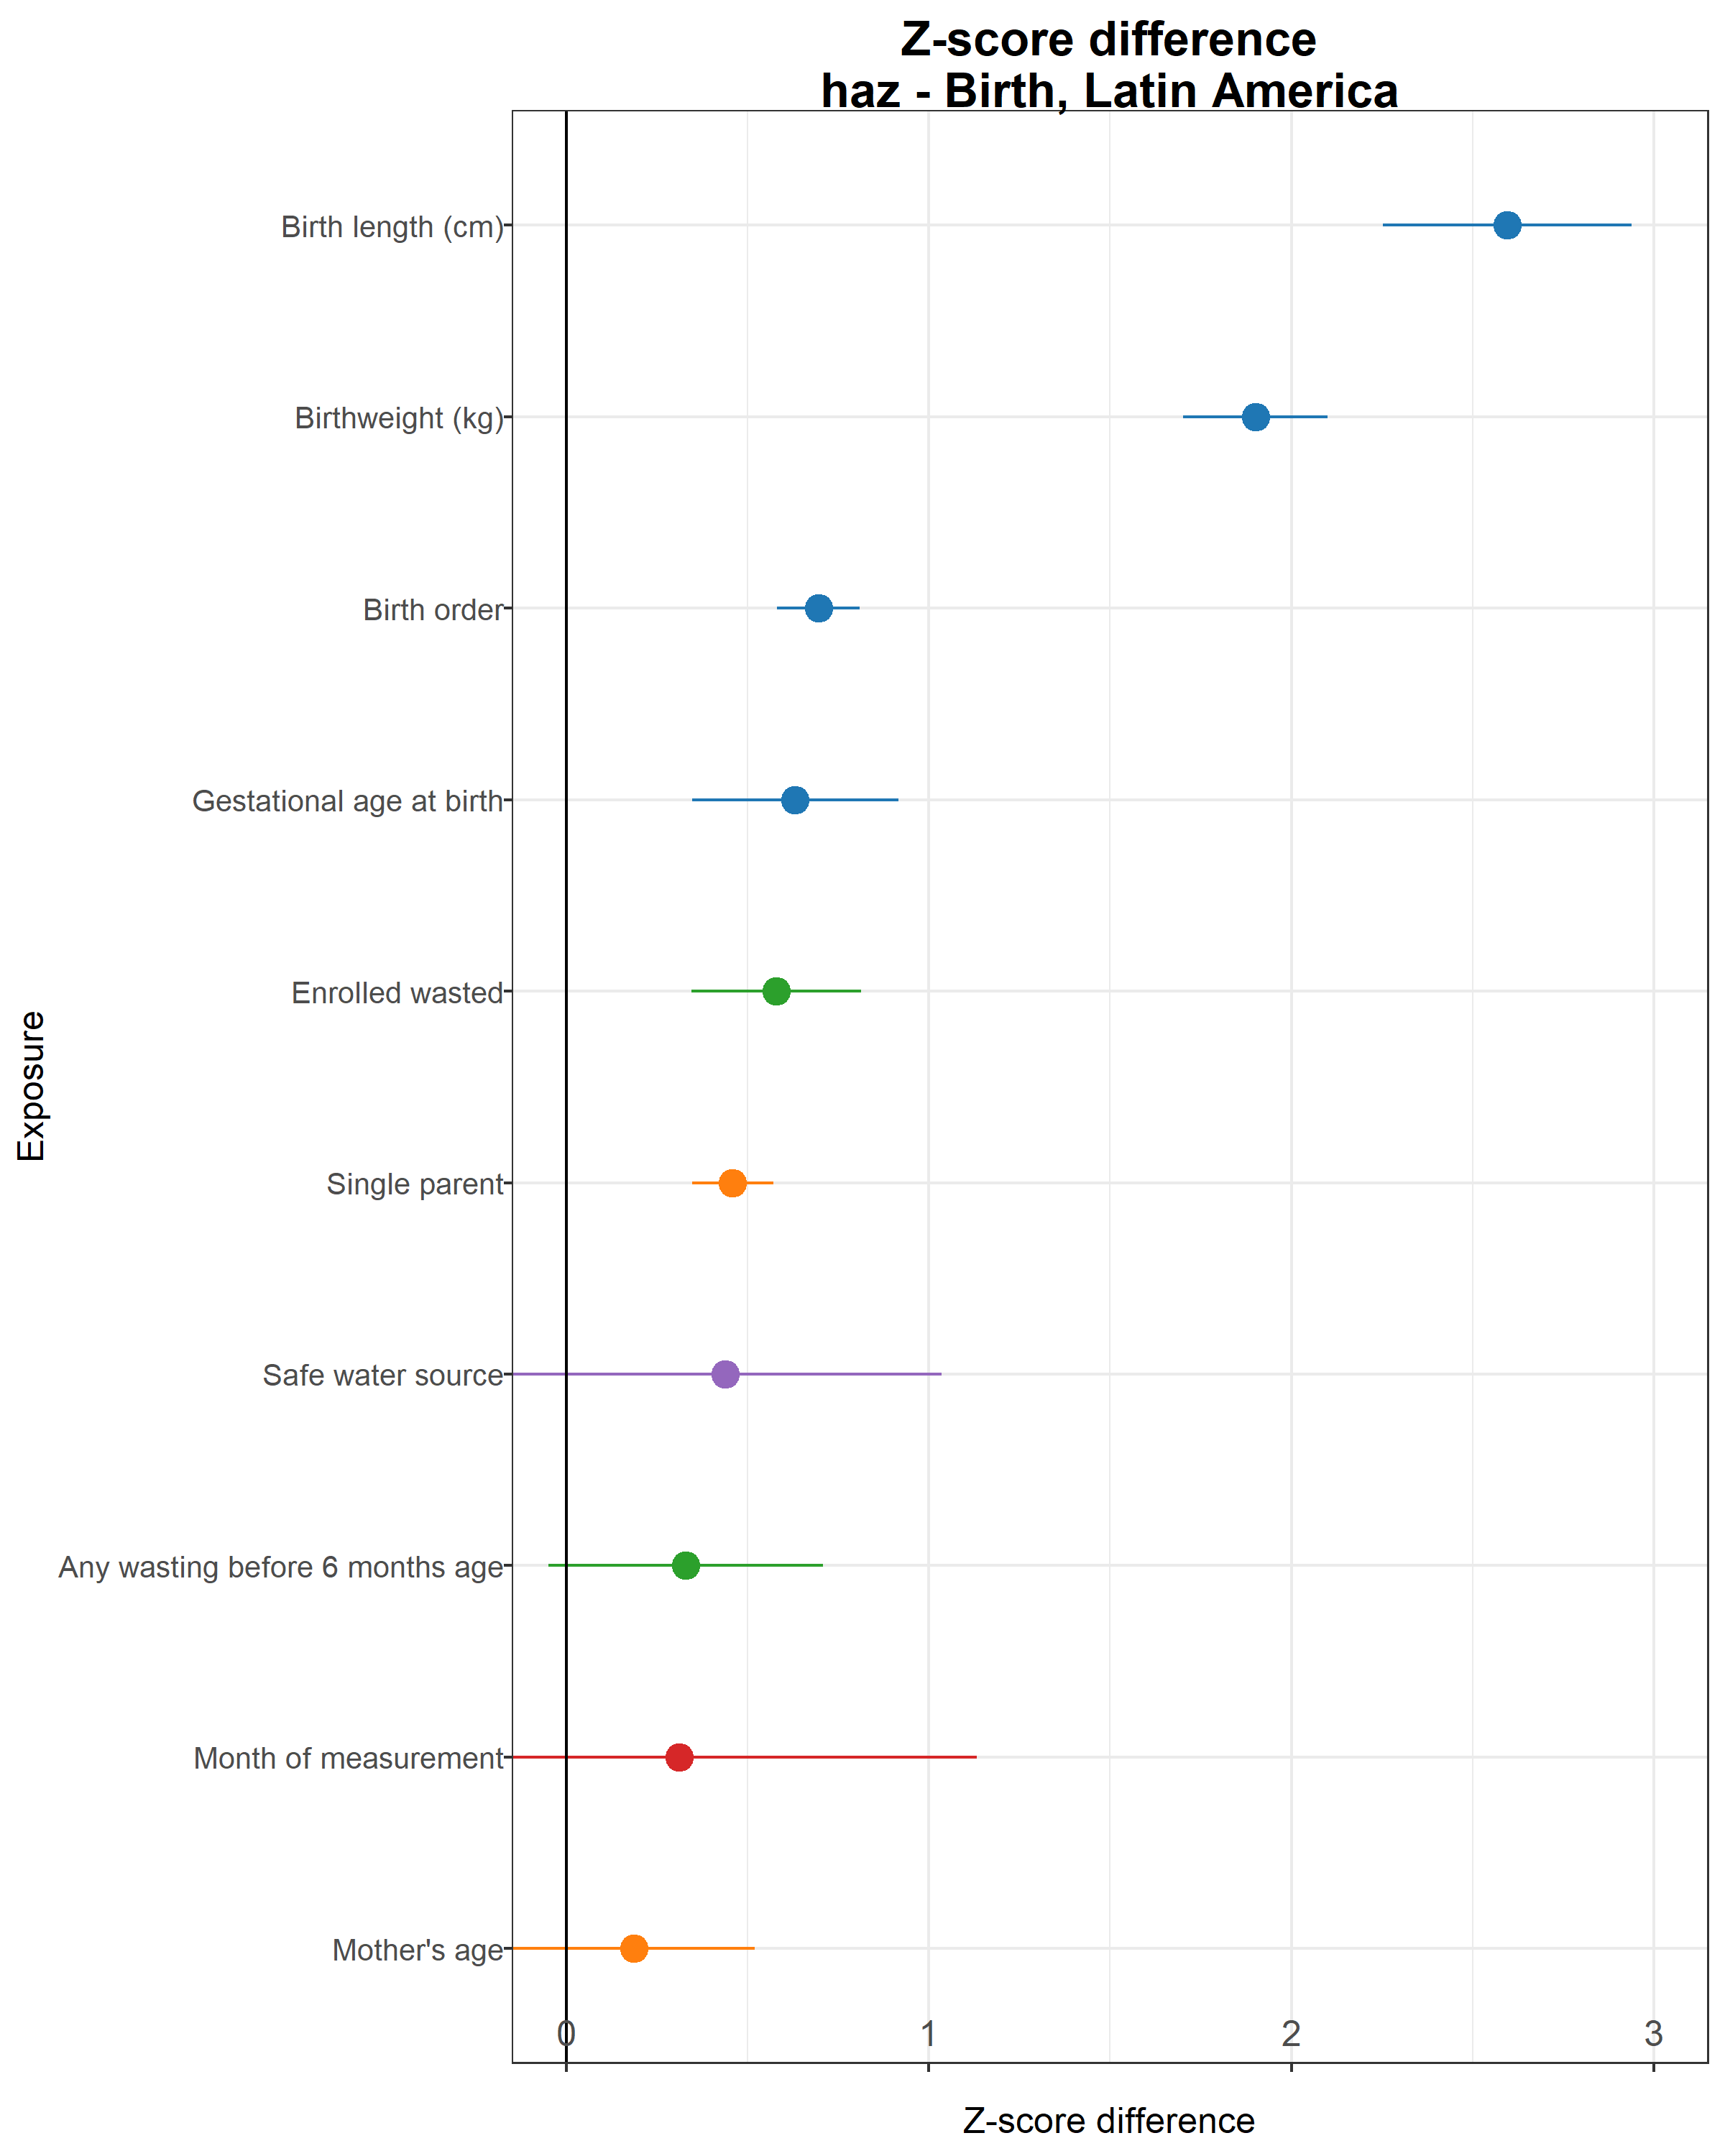 Z-score difference
haz - Birth, Latin America
Exposure
Birth length (cm)
Birthweight (kg)
Birth order
Gestational age at birth
Enrolled wasted
Single parent
Safe water source
Any wasting before 6 months age
Month of measurement
Mother's age
0 1 2 3
Z-score difference